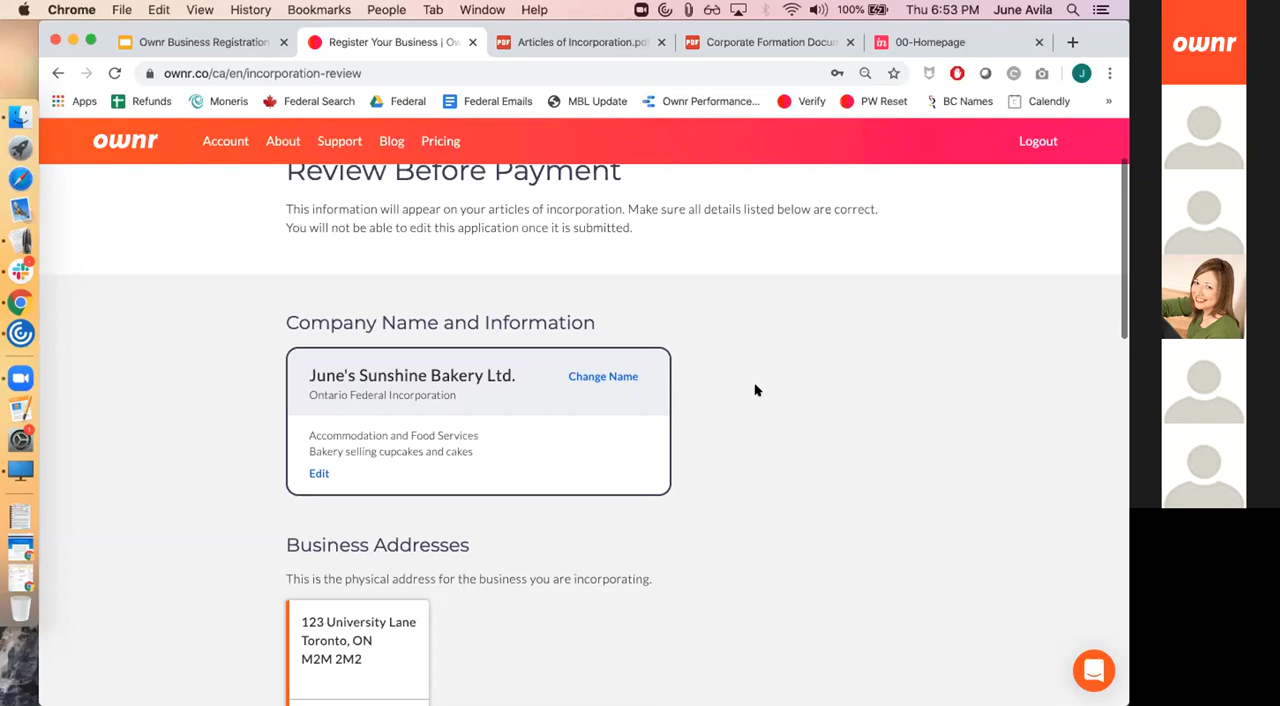 Chrome File Edit View History Bookmarks People Tab Window Help 100% Thu 6:53 PM June Avila
Ownr Business Registration Register Your Business | Ow Articles of Incorporation.pdf Corporate Formation Docum 00-Homepage
ownr.co/ca/en/incorporation-review J
Apps Refunds Moneris Federal Search Federal Federal Emails MBL Update Ownr Performance... Verify PW Reset BC Names Calendly »
ownr Account About Support Blog Pricing Logout
ownr
Review Before Payment
This information will appear on your articles of incorporation. Make sure all details listed below are correct.
You will not be able to edit this application once it is submitted.
Company Name and Information
June's Sunshine Bakery Ltd. Change Name
Ontario Federal Incorporation
Accommodation and Food Services
Bakery selling cupcakes and cakes
Edit
Business Addresses
This is the physical address for the business you are incorporating.
123 University Lane
Toronto, ON
M2M 2M2